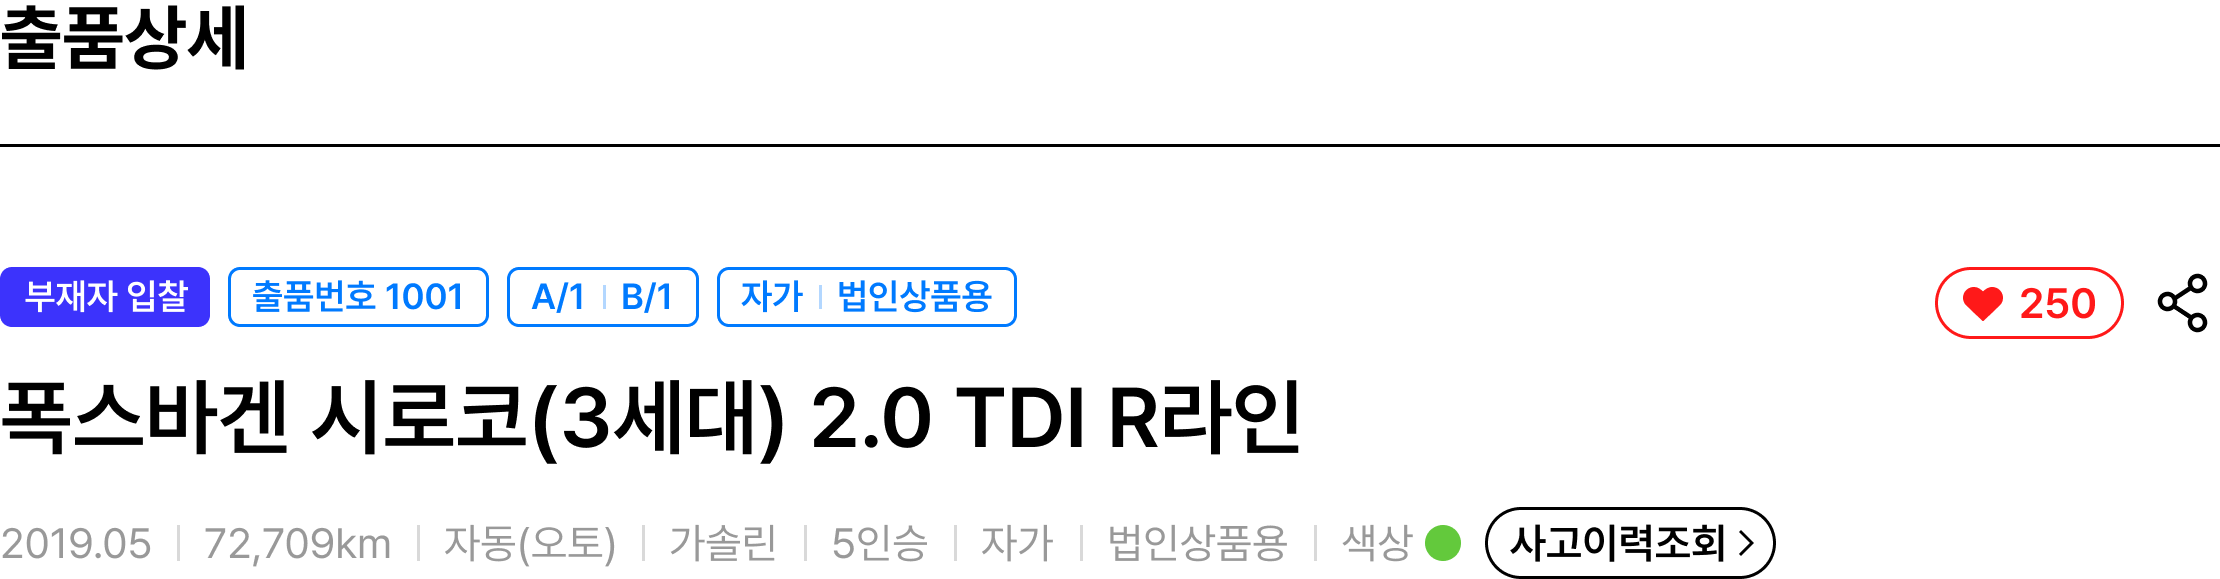 출품상세
부재자 입찰 출품번호 1001 A/1 | B/1 자가 | 법인상품용 250
폭스바겐 시로코(3세대) 2.0 TDI R라인
2019.05 | 72,709km | 자동(오토) | 가솔린 | 5인승 | 자가 | 법인상품용 | 색상 사고이력조회 >